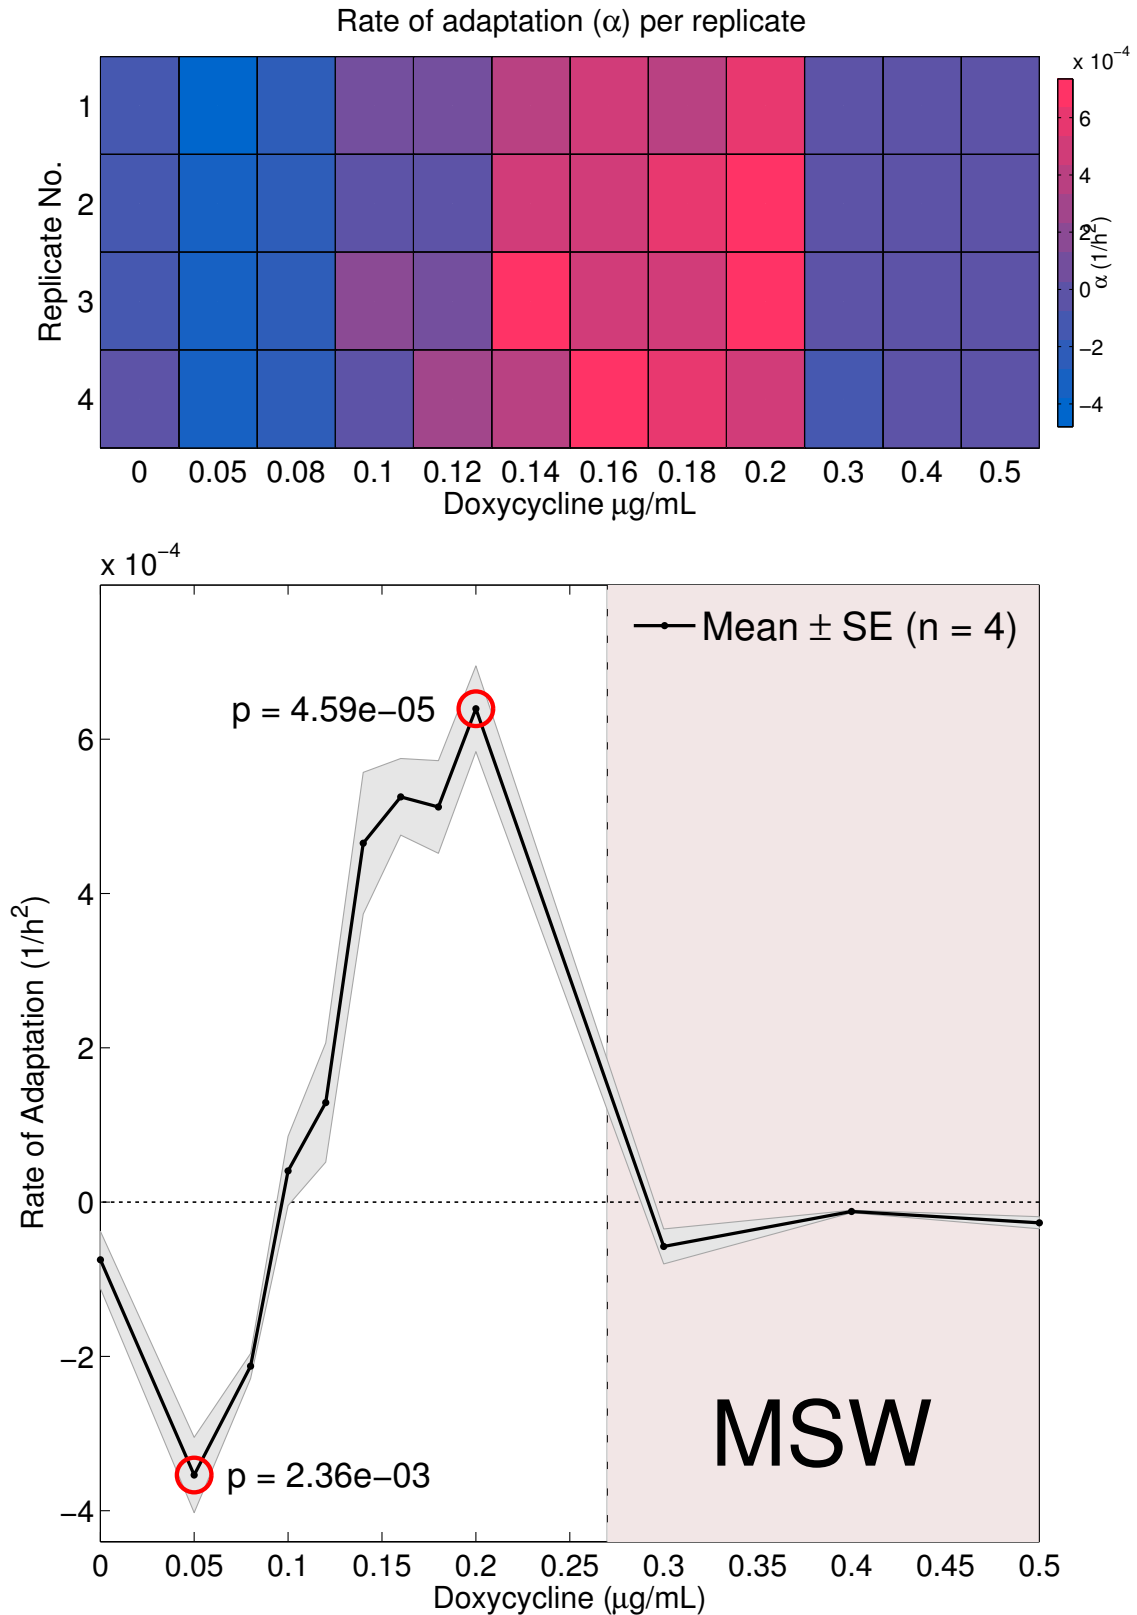 Rate of adaptation (α) per replicate
x 10⁻⁴
Replicate No.
1
2
3
4
6
4
2
0
−2
−4
α (1/h²)
0 0.05 0.08 0.1 0.12 0.14 0.16 0.18 0.2 0.3 0.4 0.5
Doxycycline μg/mL
x 10⁻⁴
Mean ± SE (n = 4)
p = 4.59e−05
6
4
2
0
−2
−4
Rate of Adaptation (1/h²)
MSW
p = 2.36e−03
0 0.05 0.1 0.15 0.2 0.25 0.3 0.35 0.4 0.45 0.5
Doxycycline (μg/mL)